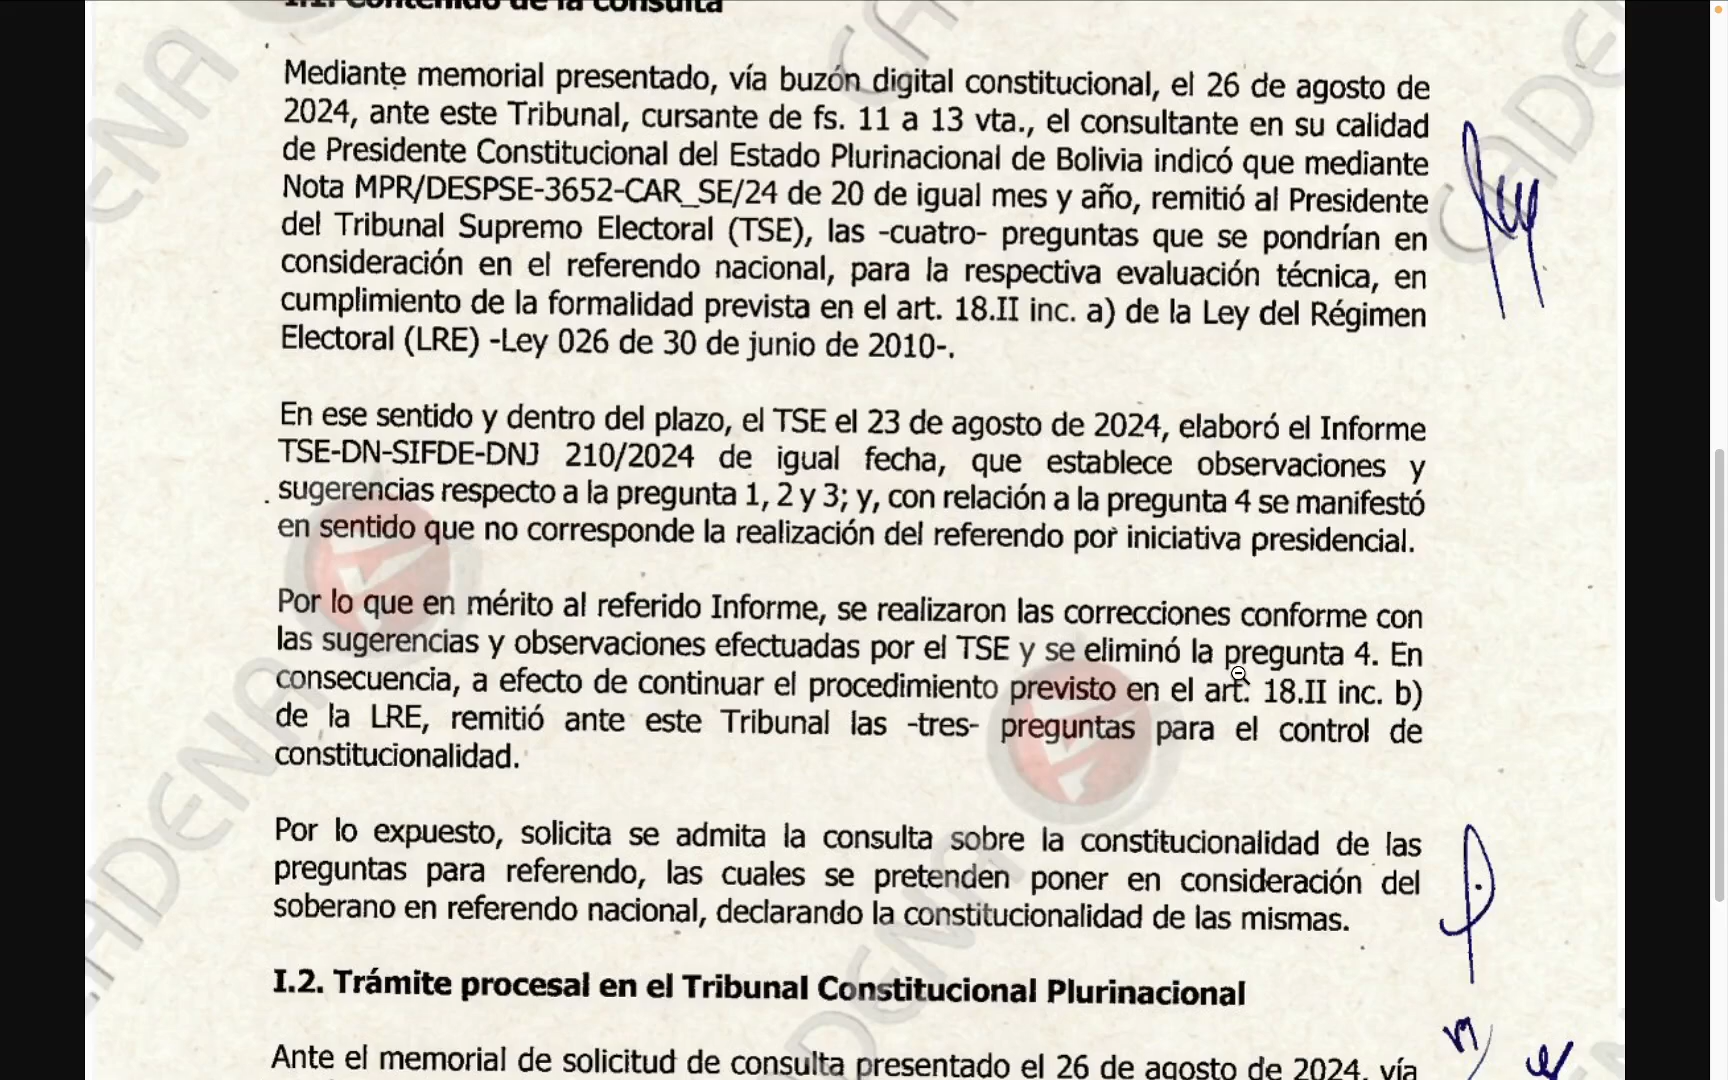 I.1. Contenido de la consulta
Mediante memorial presentado, vía buzón digital constitucional, el 26 de agosto de
2024, ante este Tribunal, cursante de fs. 11 a 13 vta., el consultante en su calidad
de Presidente Constitucional del Estado Plurinacional de Bolivia indicó que mediante
Nota MPR/DESPSE-3652-CAR_SE/24 de 20 de igual mes y año, remitió al Presidente
del Tribunal Supremo Electoral (TSE), las -cuatro- preguntas que se pondrían en
consideración en el referendo nacional, para la respectiva evaluación técnica, en
cumplimiento de la formalidad prevista en el art. 18.II inc. a) de la Ley del Régimen
Electoral (LRE) -Ley 026 de 30 de junio de 2010-.
En ese sentido y dentro del plazo, el TSE el 23 de agosto de 2024, elaboró el Informe
TSE-DN-SIFDE-DNJ 210/2024 de igual fecha, que establece observaciones y
sugerencias respecto a la pregunta 1, 2 y 3; y, con relación a la pregunta 4 se manifestó
en sentido que no corresponde la realización del referendo por iniciativa presidencial.
Por lo que en mérito al referido Informe, se realizaron las correcciones conforme con
las sugerencias y observaciones efectuadas por el TSE y se eliminó la pregunta 4. En
consecuencia, a efecto de continuar el procedimiento previsto en el art. 18.II inc. b)
de la LRE, remitió ante este Tribunal las -tres- preguntas para el control de
constitucionalidad.
Por lo expuesto, solicita se admita la consulta sobre la constitucionalidad de las
preguntas para referendo, las cuales se pretenden poner en consideración del
soberano en referendo nacional, declarando la constitucionalidad de las mismas.
I.2. Trámite procesal en el Tribunal Constitucional Plurinacional
Ante el memorial de solicitud de consulta presentado el 26 de agosto de 2024, vía
CADENA
CADENA
CADENA